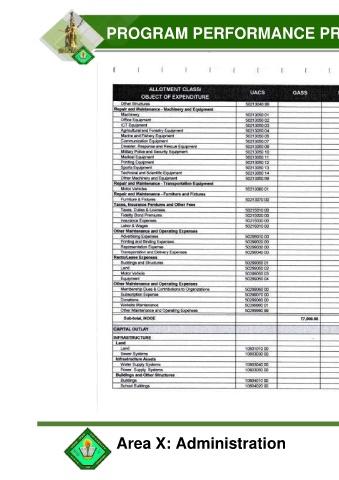 PROGRAM PERFORMANCE PR
ALLOTMENT CLASS/
OBJECT OF EXPENDITURE UACS GASS
Other Structures 50213040 99
Repair and Maintenance - Machinery and Equipment
Machinery 50213050 01
Office Equipment 50213050 02
ICT Equipment 50213050 03
Agricultural and Forestry Equipment 50213050 04
Marine and Fishery Equipment 50213050 05
Communication Equipment 50213050 07
Disaster, Response and Rescue Equipment 50213050 09
Military, Police and Security Equipment 50213050 10
Medical Equipment 50213050 11
Printing Equipment 50213050 12
Sports Equipment 50213050 13
Technical and Scientific Equipment 50213050 14
Other Machinery and Equipment 50213050 99
Repair and Maintenance - Transportation Equipment
Motor Vehicles 50213060 01
Repair and Maintenance - Furniture and Fixtures
Furniture & Fixtures 50213070 00
Taxes, Insurance Premiums and Other Fees
Taxes, Duties & Licenses 50215010 00
Fidelity Bond Premiums 50215020 00
Insurance Expenses 50215030 00
Labor & Wages 50216010 00
Other Maintenance and Operating Expenses
Advertising Expenses 50299010 00
Printing and Binding Expenses 50299020 00
Representation Expense 50299030 00
Transportation and Delivery Expenses 50299040 00
Rents/Lease Expenses
Buildings and Structures 50299050 01
Land 50299050 02
Motor Vehicle 50299050 03
Equipment 50299050 04
Other Maintenance and Operating Expenses
Membership Dues & Contributions to Organizations 50299060 00
Subscription Expense 50299070 00
Donations 50299080 00
Website Maintenance 50299990 01
Other Maintenance and Operating Expenses 50299990 99
Sub-total, MOOE
CAPITAL OUTLAY
INFRASTRUCTURE
Land
Land 10601010 00
Sewer Systems 10603030 00
Infrastructure Assets
Water Supply Systems 10603040 00
Power Supply Systems 10603050 00
Buildings and Other Structures
Buildings 10604010 00
School Buildings 10604020 00
Area X: Administration